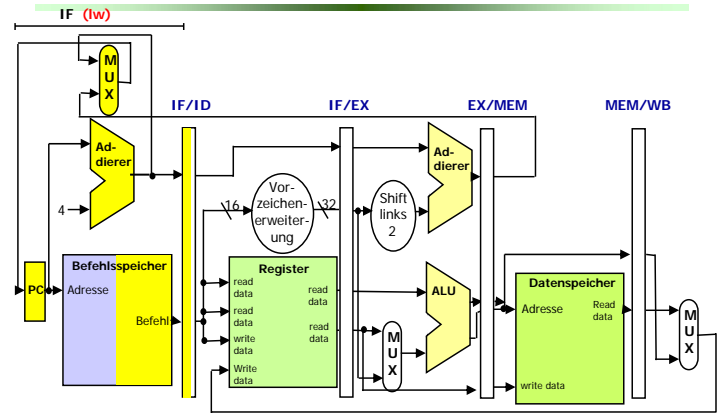 IF (lw)
M
U
X
IF/ID
IF/EX
EX/MEM
MEM/WB
Ad-
dierer
4
16
Vor-
zeichen-
erweiter-
ung
32
Shift
links
2
Ad-
dierer
PC
Befehlsspeicher
Adresse
Befehl
Register
read
data
read
data
write
data
Write
data
read
data
read
data
M
U
X
ALU
Datenspeicher
Adresse
Read
data
write data
M
U
X